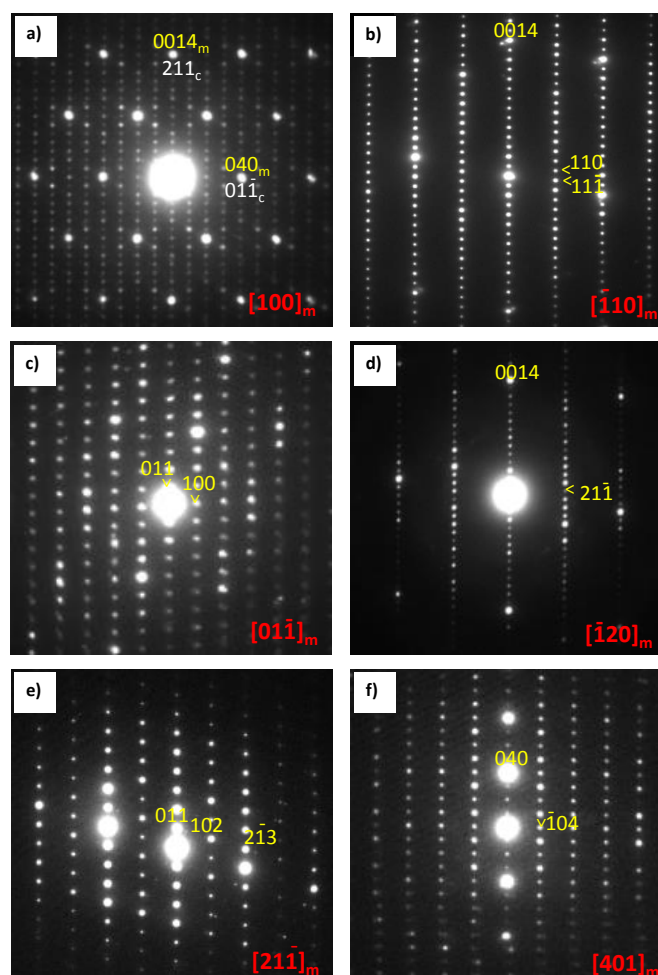 a)
0014ₘ
211c
040ₘ
011̄c
[100]ₘ
b)
0014
<110
<111̄
[1̄10]ₘ
c)
011
100
[011̄]ₘ
d)
0014
<211̄
[1̄20]ₘ
e)
011
102
21̄3
[211̄]ₘ
f)
040
1̄04
[401]ₘ